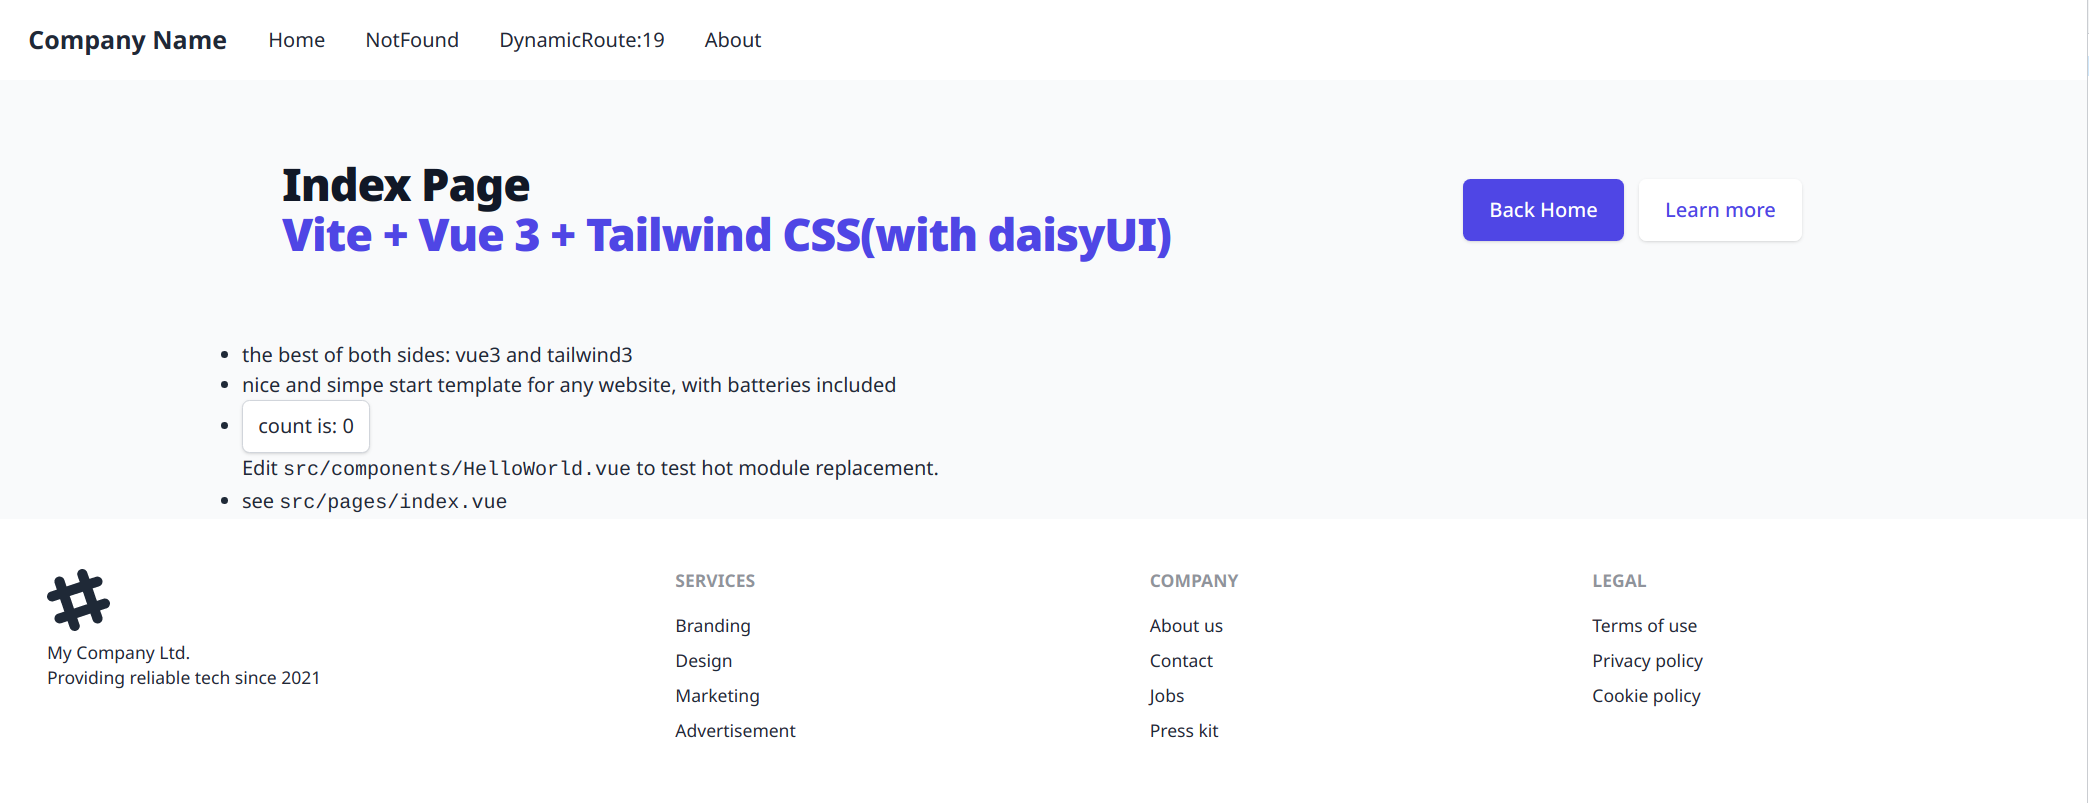 Company Name Home NotFound DynamicRoute:19 About
Index Page
Vite + Vue 3 + Tailwind CSS(with daisyUI)
Back Home Learn more
the best of both sides: vue3 and tailwind3
nice and simpe start template for any website, with batteries included
count is: 0
Edit src/components/HelloWorld.vue to test hot module replacement.
see src/pages/index.vue
My Company Ltd.
Providing reliable tech since 2021
SERVICES
Branding
Design
Marketing
Advertisement
COMPANY
About us
Contact
Jobs
Press kit
LEGAL
Terms of use
Privacy policy
Cookie policy